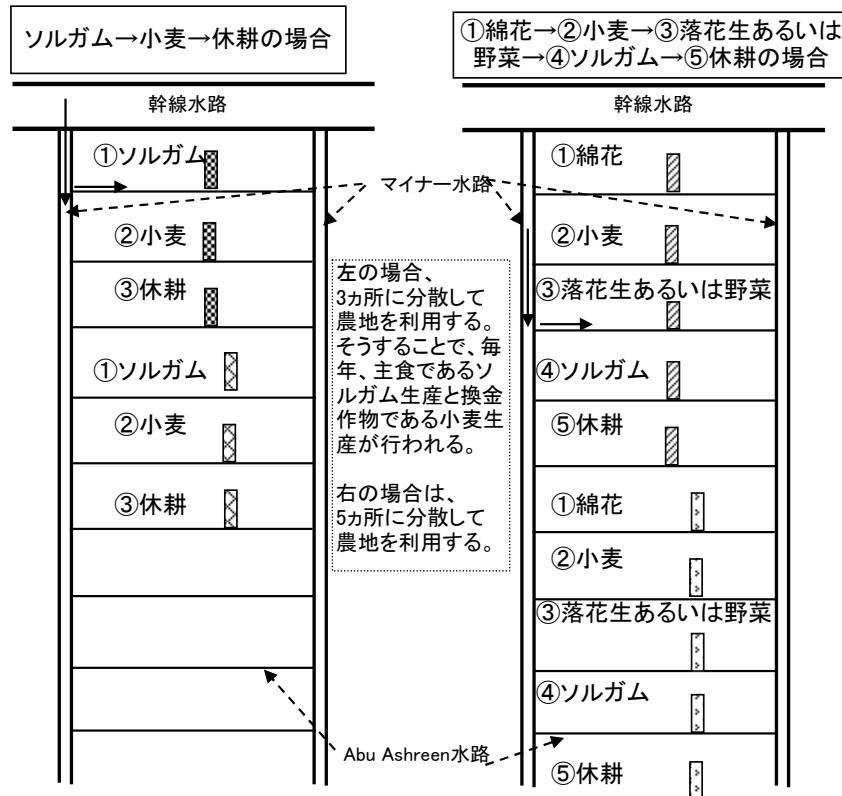 ソルガム→小麦→休耕の場合
幹線水路
①ソルガム
②小麦
③休耕
①ソルガム
②小麦
③休耕
マイナー水路
左の場合、
3ヵ所に分散して
農地を利用する。
そうすることで、毎
年、主食であるソ
ルガム生産と換金
作物である小麦生
産が行われる。
右の場合は、
5ヵ所に分散して
農地を利用する。
Abu Ashreen水路
①綿花→②小麦→③落花生あるいは
野菜→④ソルガム→⑤休耕の場合
幹線水路
①綿花
②小麦
③落花生あるいは野菜
④ソルガム
⑤休耕
①綿花
②小麦
③落花生あるいは野菜
④ソルガム
⑤休耕